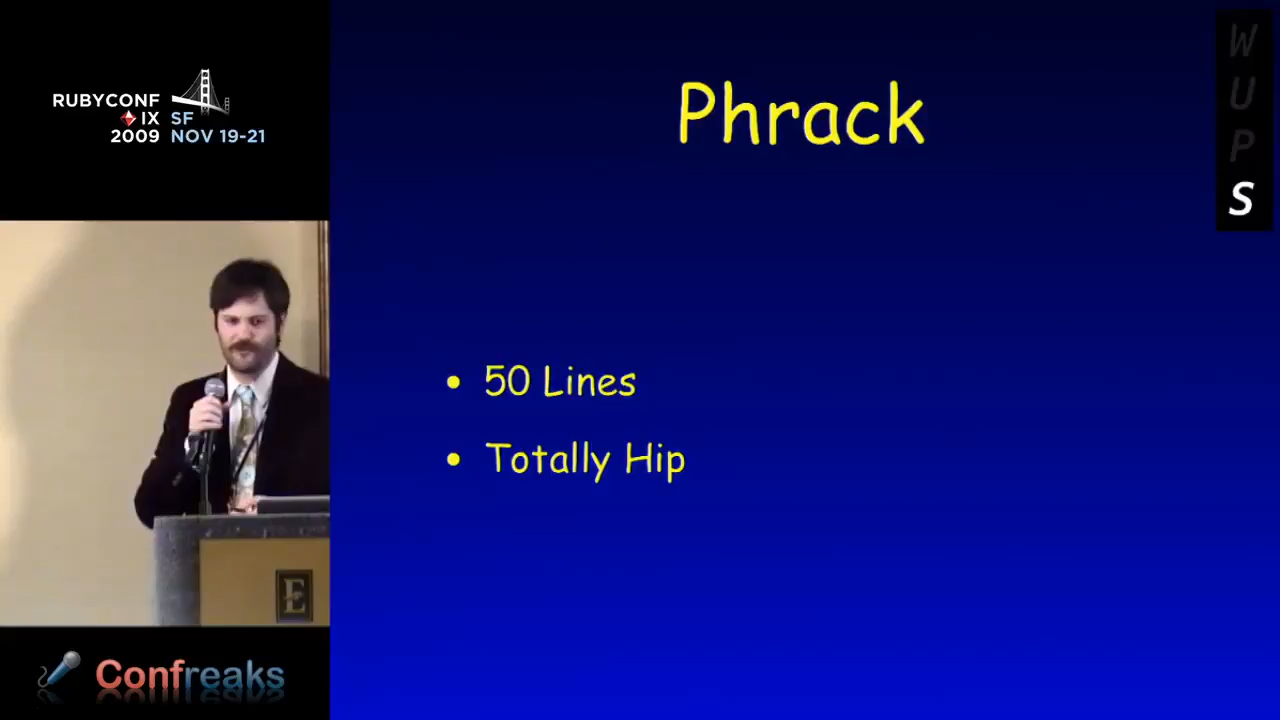 RUBYCONF
IX SF
2009 NOV 19-21
Phrack
• 50 Lines
• Totally Hip
W
U
P
S
E
Confreaks